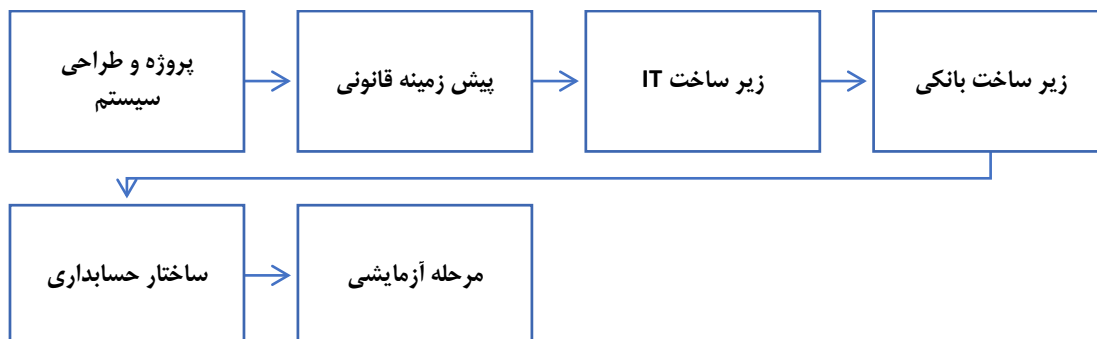 پروژه و طراحی
سیستم
پیش زمینه قانونی
زیر ساخت IT
زیر ساخت بانکی
ساختار حسابداری
مرحله آزمایشی